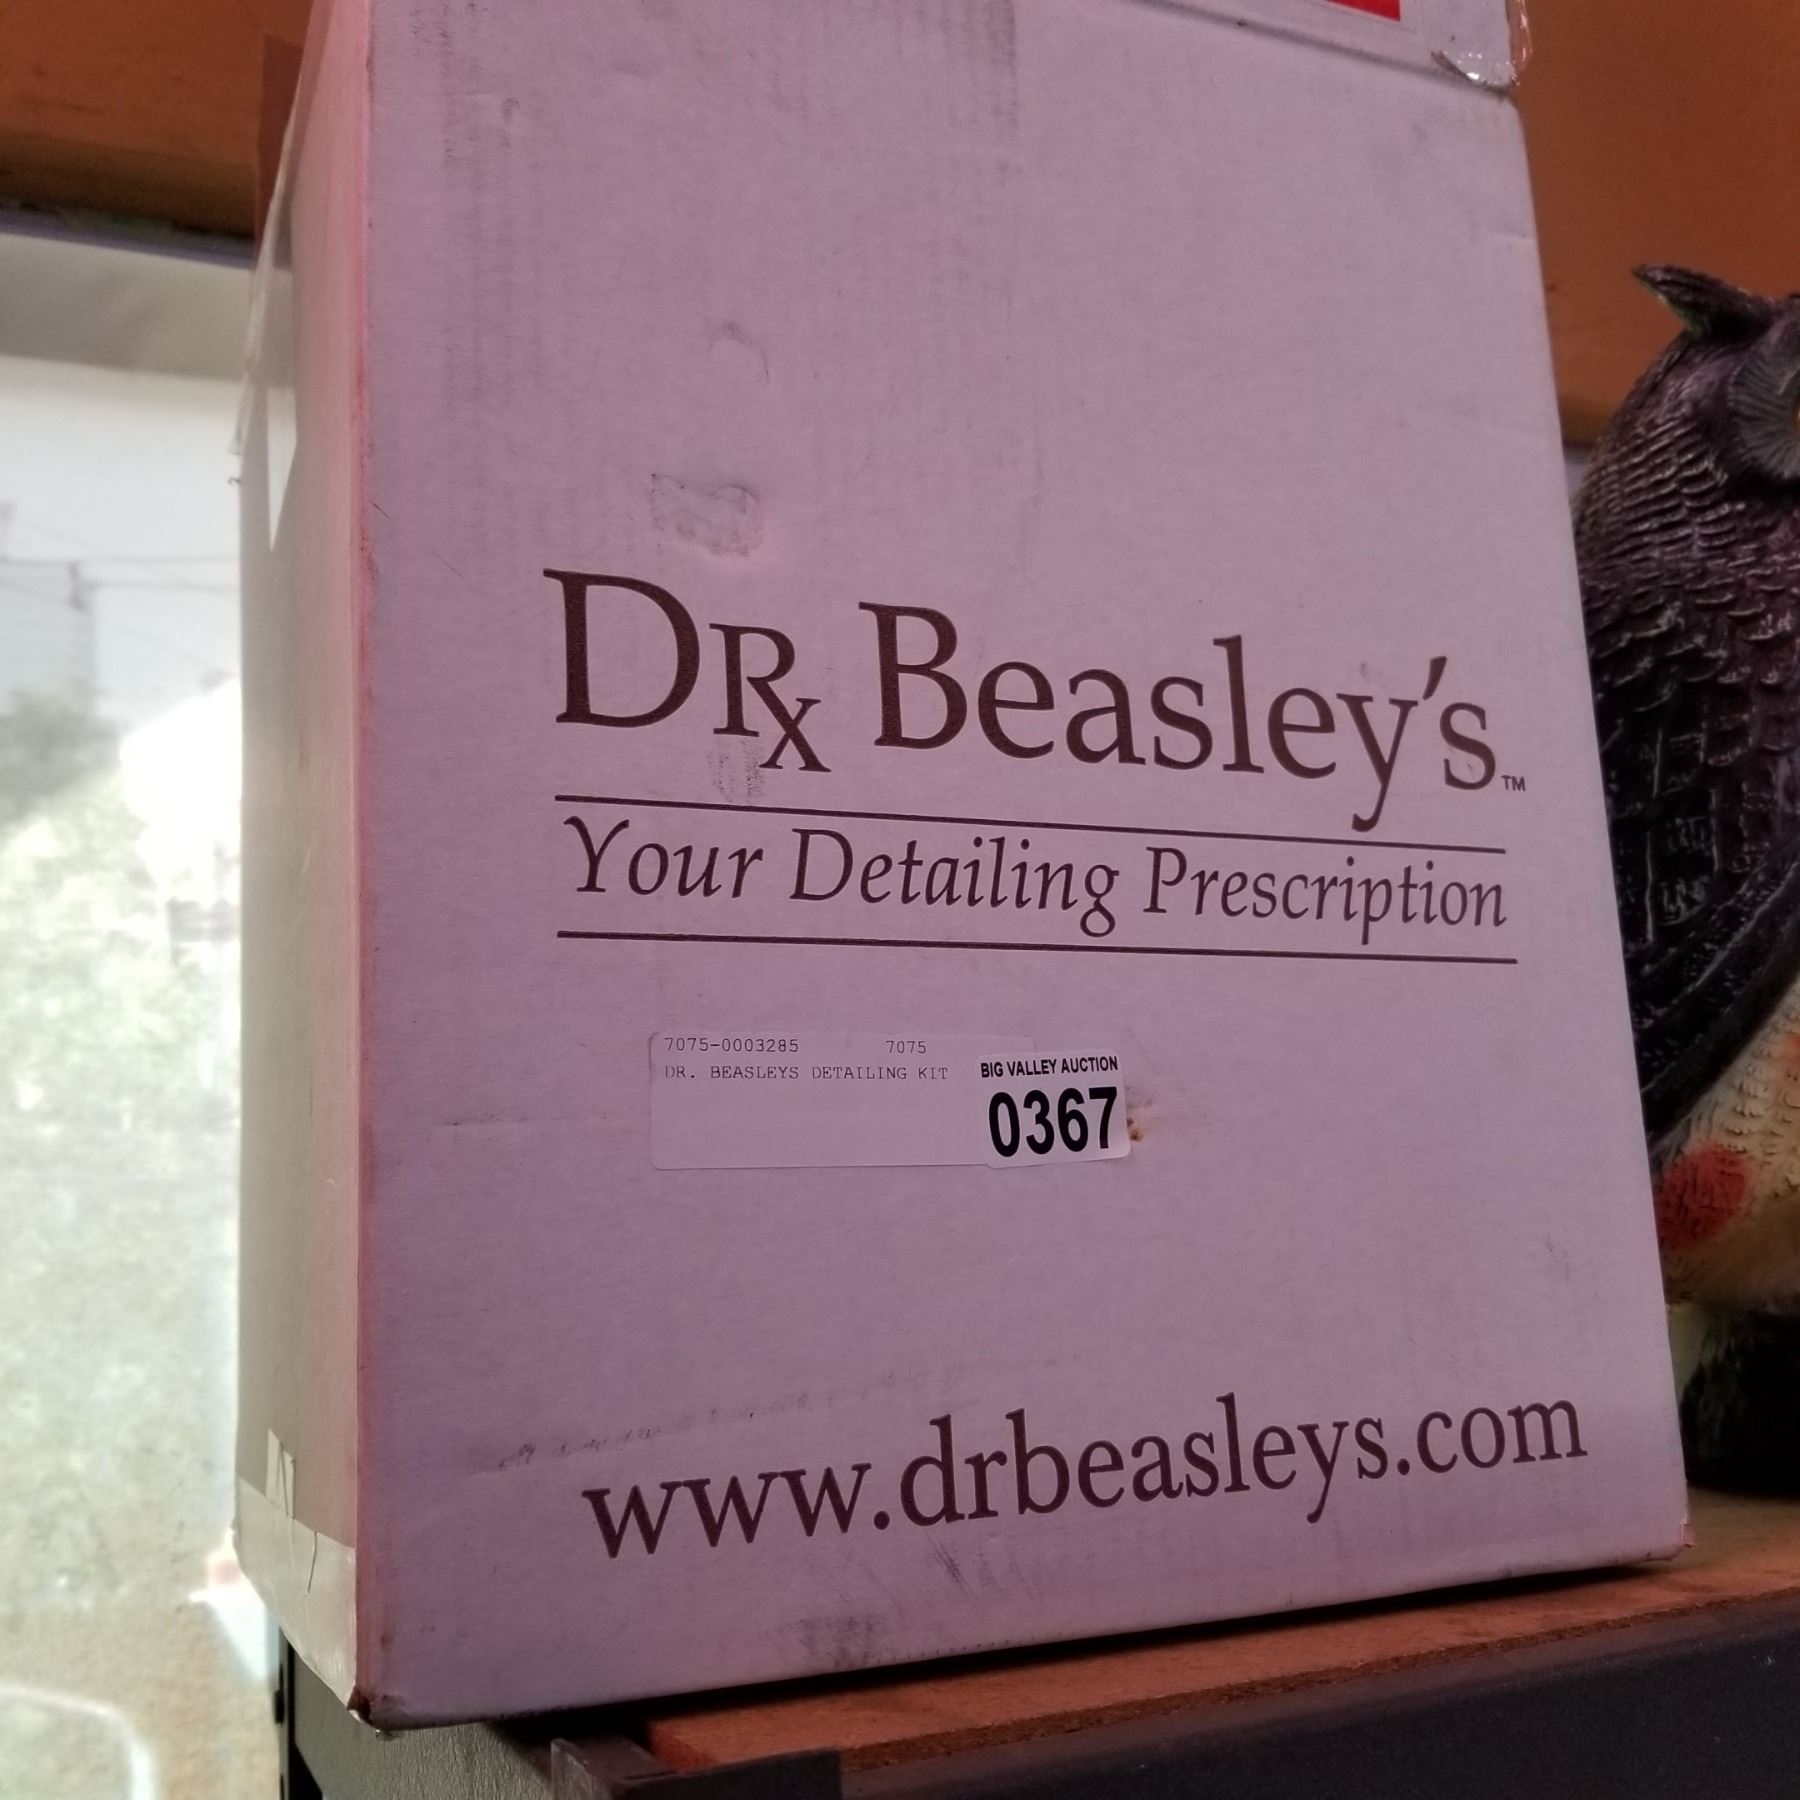 DRx Beasley's™
Your Detailing Prescription
7075-0003285 7075
DR. BEASLEYS DETAILING KIT
BIG VALLEY AUCTION
0367
www.drbeasleys.com